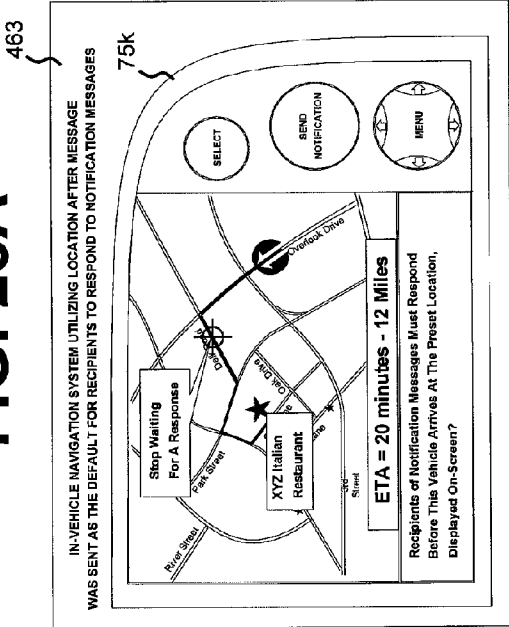 463
IN-VEHICLE NAVIGATION SYSTEM UTILIZING LOCATION AFTER MESSAGE
WAS SENT AS THE DEFAULT FOR RECIPIENTS TO RESPOND TO NOTIFICATION MESSAGES
75k
SELECT
SEND
NOTIFICATION
MENU
Stop Waiting
For A Response
XYZ Italian
Restaurant
River Street
Park Street
Oak Drive
Overlook Drive
Street
ETA = 20 minutes - 12 Miles
Recipients of Notification Messages Must Respond
Before This Vehicle Arrives At The Preset Location,
Displayed On-Screen?